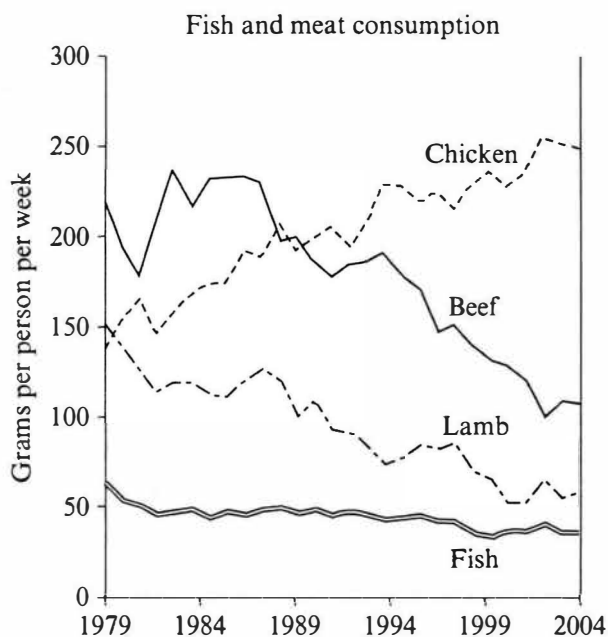 Fish and meat consumption
Grams per person per week
300
250
200
150
100
50
0
Chicken
Beef
Lamb
Fish
1979 1984 1989 1994 1999 2004